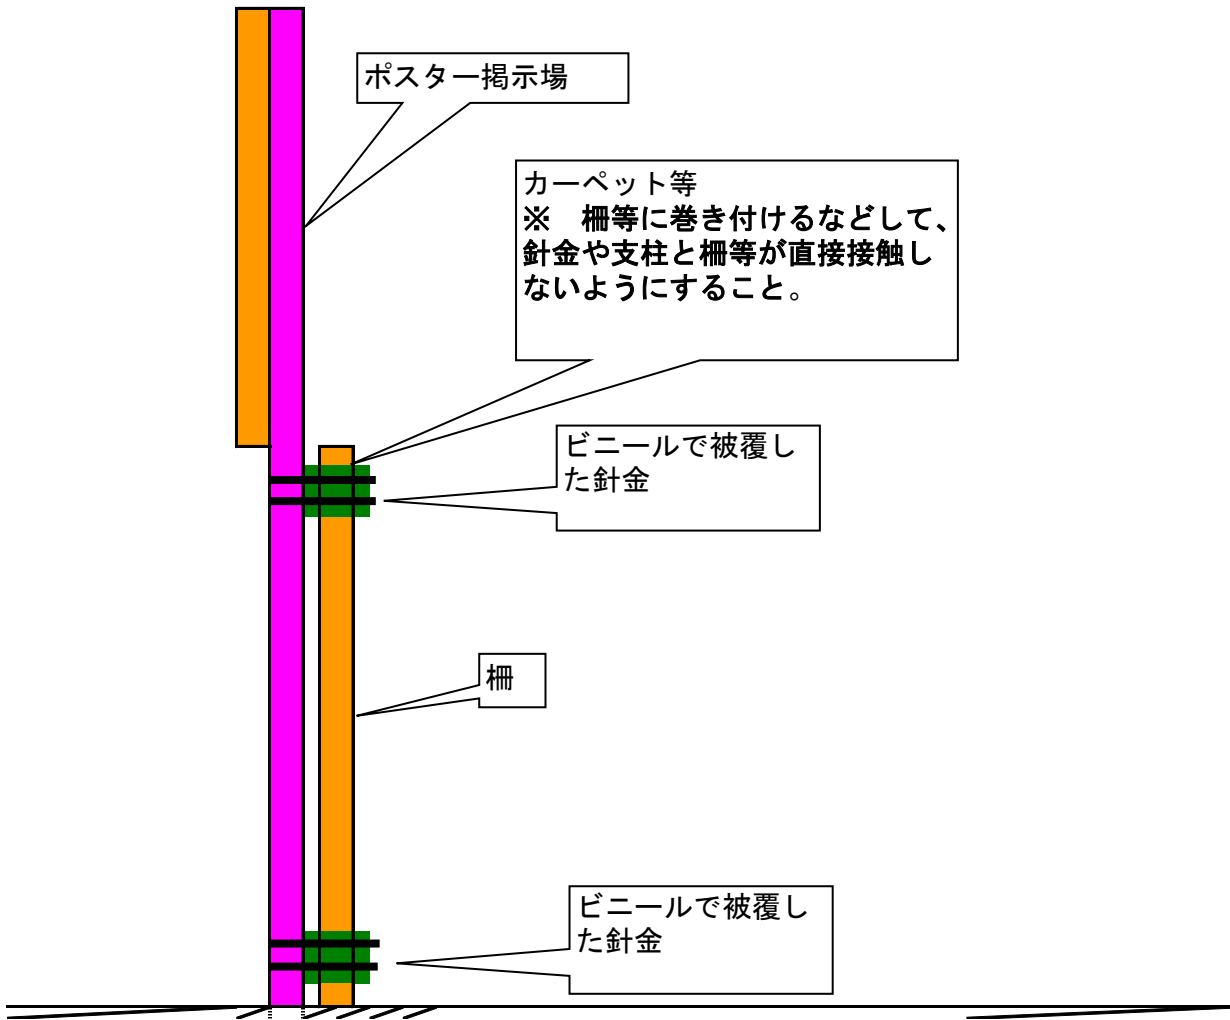 ポスター掲示場
カーペット等
※　柵等に巻き付けるなどして、
針金や支柱と柵等が直接接触し
ないようにすること。
ビニールで被覆し
た針金
柵
ビニールで被覆し
た針金